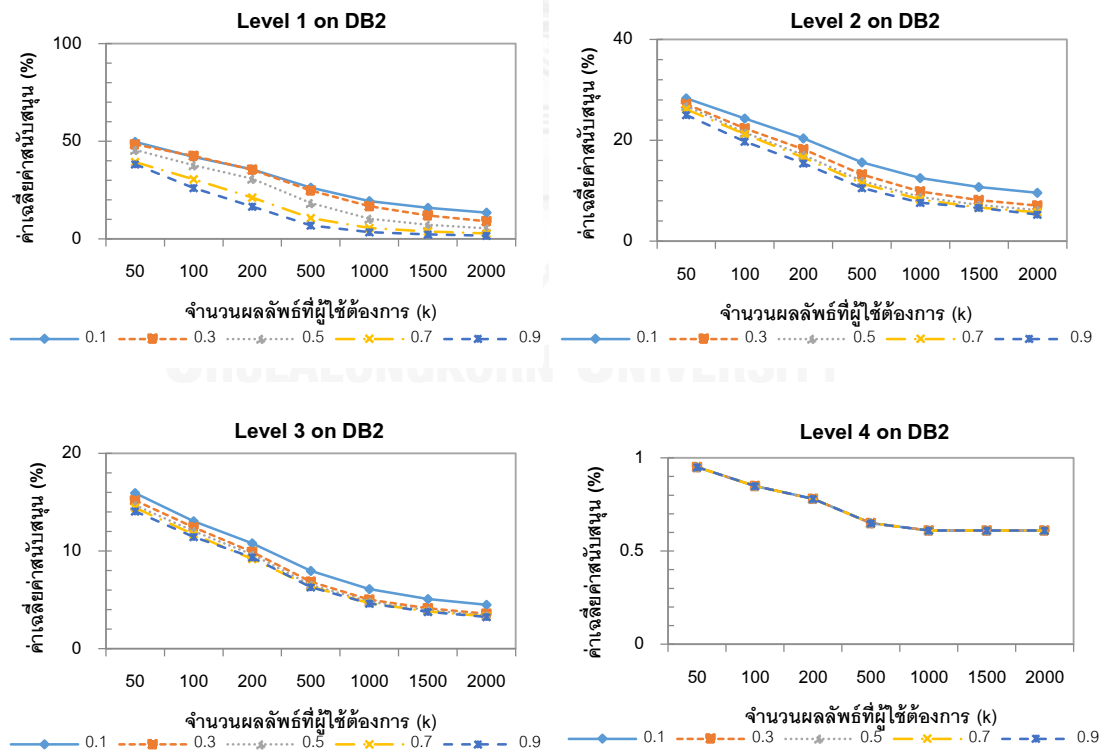 Level 1 on DB2
100
50
0
ค่าเฉลี่ยค่าสนับสนุน (%)
50 100 200 500 1000 1500 2000
จำนวนผลลัพธ์ที่ผู้ใช้ต้องการ (k)
0.1 0.3 0.5 0.7 0.9
Level 2 on DB2
40
20
0
ค่าเฉลี่ยค่าสนับสนุน (%)
50 100 200 500 1000 1500 2000
จำนวนผลลัพธ์ที่ผู้ใช้ต้องการ (k)
0.1 0.3 0.5 0.7 0.9
CHULALONGKORN UNIVERSITY
Level 3 on DB2
20
10
0
ค่าเฉลี่ยค่าสนับสนุน (%)
50 100 200 500 1000 1500 2000
จำนวนผลลัพธ์ที่ผู้ใช้ต้องการ (k)
0.1 0.3 0.5 0.7 0.9
Level 4 on DB2
1
0.5
0
ค่าเฉลี่ยค่าสนับสนุน (%)
50 100 200 500 1000 1500 2000
จำนวนผลลัพธ์ที่ผู้ใช้ต้องการ (k)
0.1 0.3 0.5 0.7 0.9